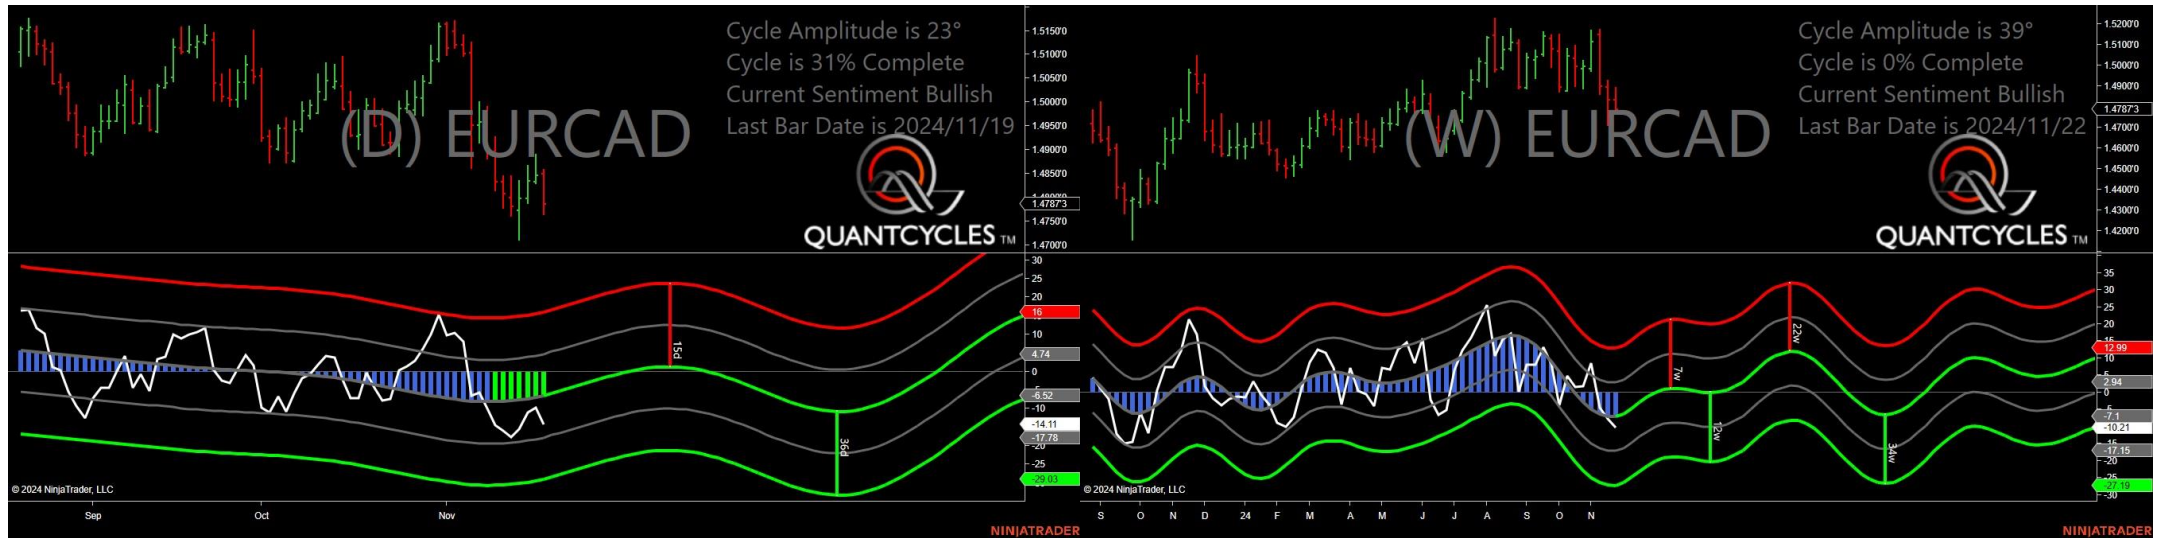 Cycle Amplitude is 23°
Cycle is 31% Complete
Current Sentiment Bullish
Last Bar Date is 2024/11/19
(D) EURCAD
QUANTCYCLES TM
1.5150'0
1.5100'0
1.5050'0
1.5000'0
1.4950'0
1.4900'0
1.4850'0
1.4800'0
1.4787'3
1.4750'0
1.4700'0
30
25
20
16
10
4.74
0
-5
-6.52
-10
-14.11
-17.78
-20
-25
-29.03
15d
36d
© 2024 NinjaTrader, LLC
Sep
Oct
Nov
NINJATRADER
Cycle Amplitude is 39°
Cycle is 0% Complete
Current Sentiment Bullish
Last Bar Date is 2024/11/22
(W) EURCAD
QUANTCYCLES TM
1.5200'0
1.5100'0
1.5000'0
1.4900'0
1.4787'3
1.4700'0
1.4600'0
1.4500'0
1.4400'0
1.4300'0
1.4200'0
35
30
25
20
12.99
10
5
2.94
0
-7.1
-10.21
-15
-17.15
-20
-25
-27.19
-30
7w
12w
22w
34w
© 2024 NinjaTrader, LLC
S O N D 24 F M A M J J A S O N
NINJATRADER